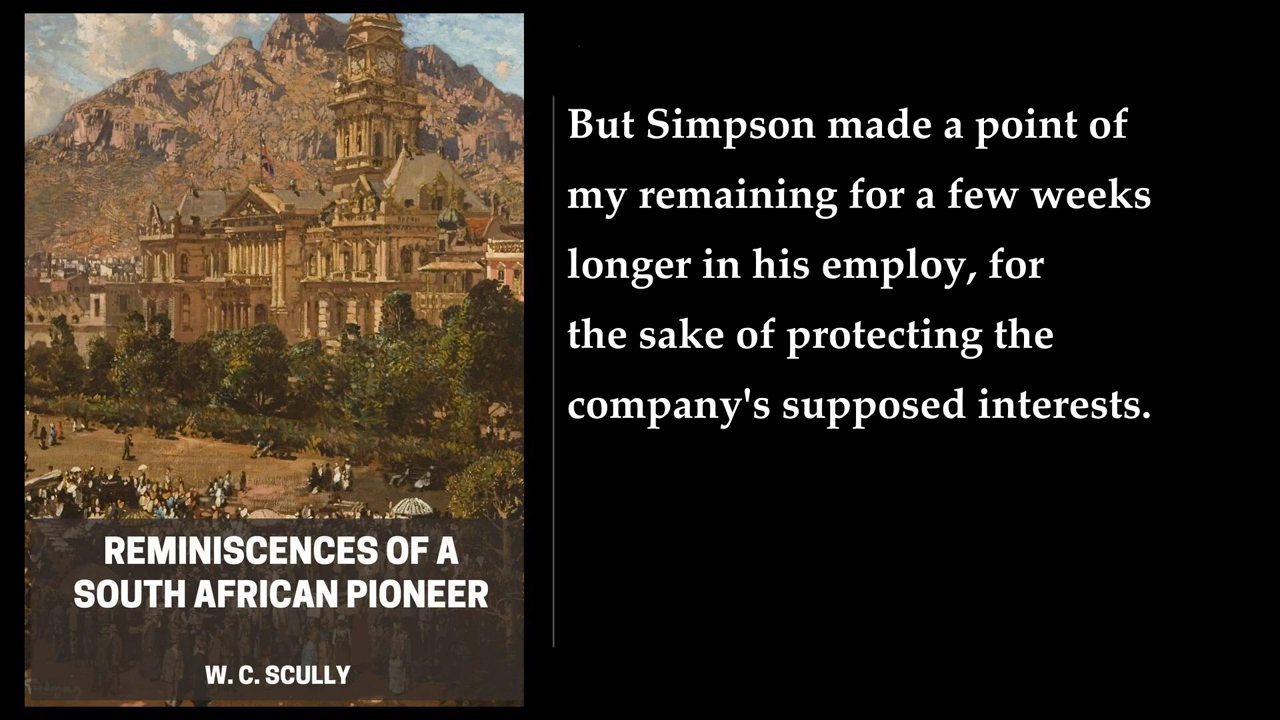 But Simpson made a point of
my remaining for a few weeks
longer in his employ, for
the sake of protecting the
company's supposed interests.
REMINISCENCES OF A
SOUTH AFRICAN PIONEER
W. C. SCULLY